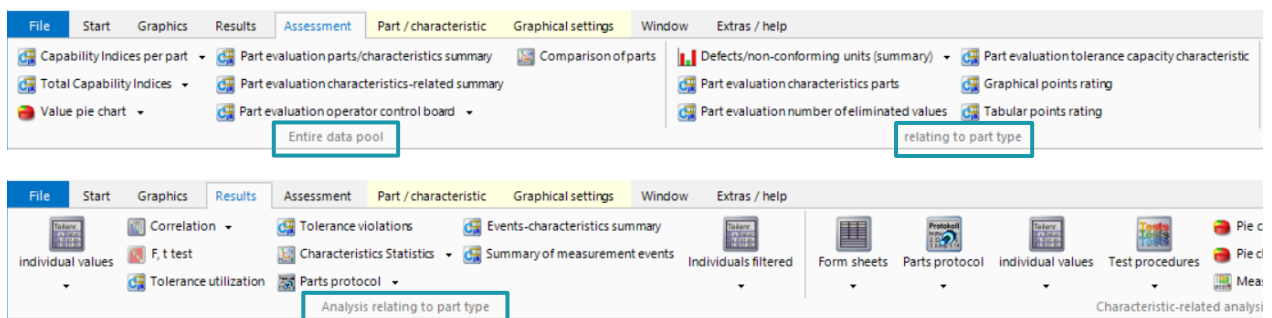 File Start Graphics Results Assessment Part / characteristic Graphical settings Window Extras / help
Capability Indices per part Part evaluation parts/characteristics summary Comparison of parts Defects/non-conforming units (summary) Part evaluation tolerance capacity characteristic
Total Capability Indices Part evaluation characteristics-related summary Part evaluation characteristics parts Graphical points rating
Value pie chart Part evaluation operator control board Part evaluation number of eliminated values Tabular points rating
Entire data pool relating to part type
File Start Graphics Results Assessment Part / characteristic Graphical settings Window Extras / help
Correlation Tolerance violations Events-characteristics summary Pie c
individual values F, t test Characteristics Statistics Summary of measurement events Individuals filtered Form sheets Parts protocol individual values Test procedures Pie c
Tolerance utilization Parts protocol Meas
Analysis relating to part type Characteristic-related analysi